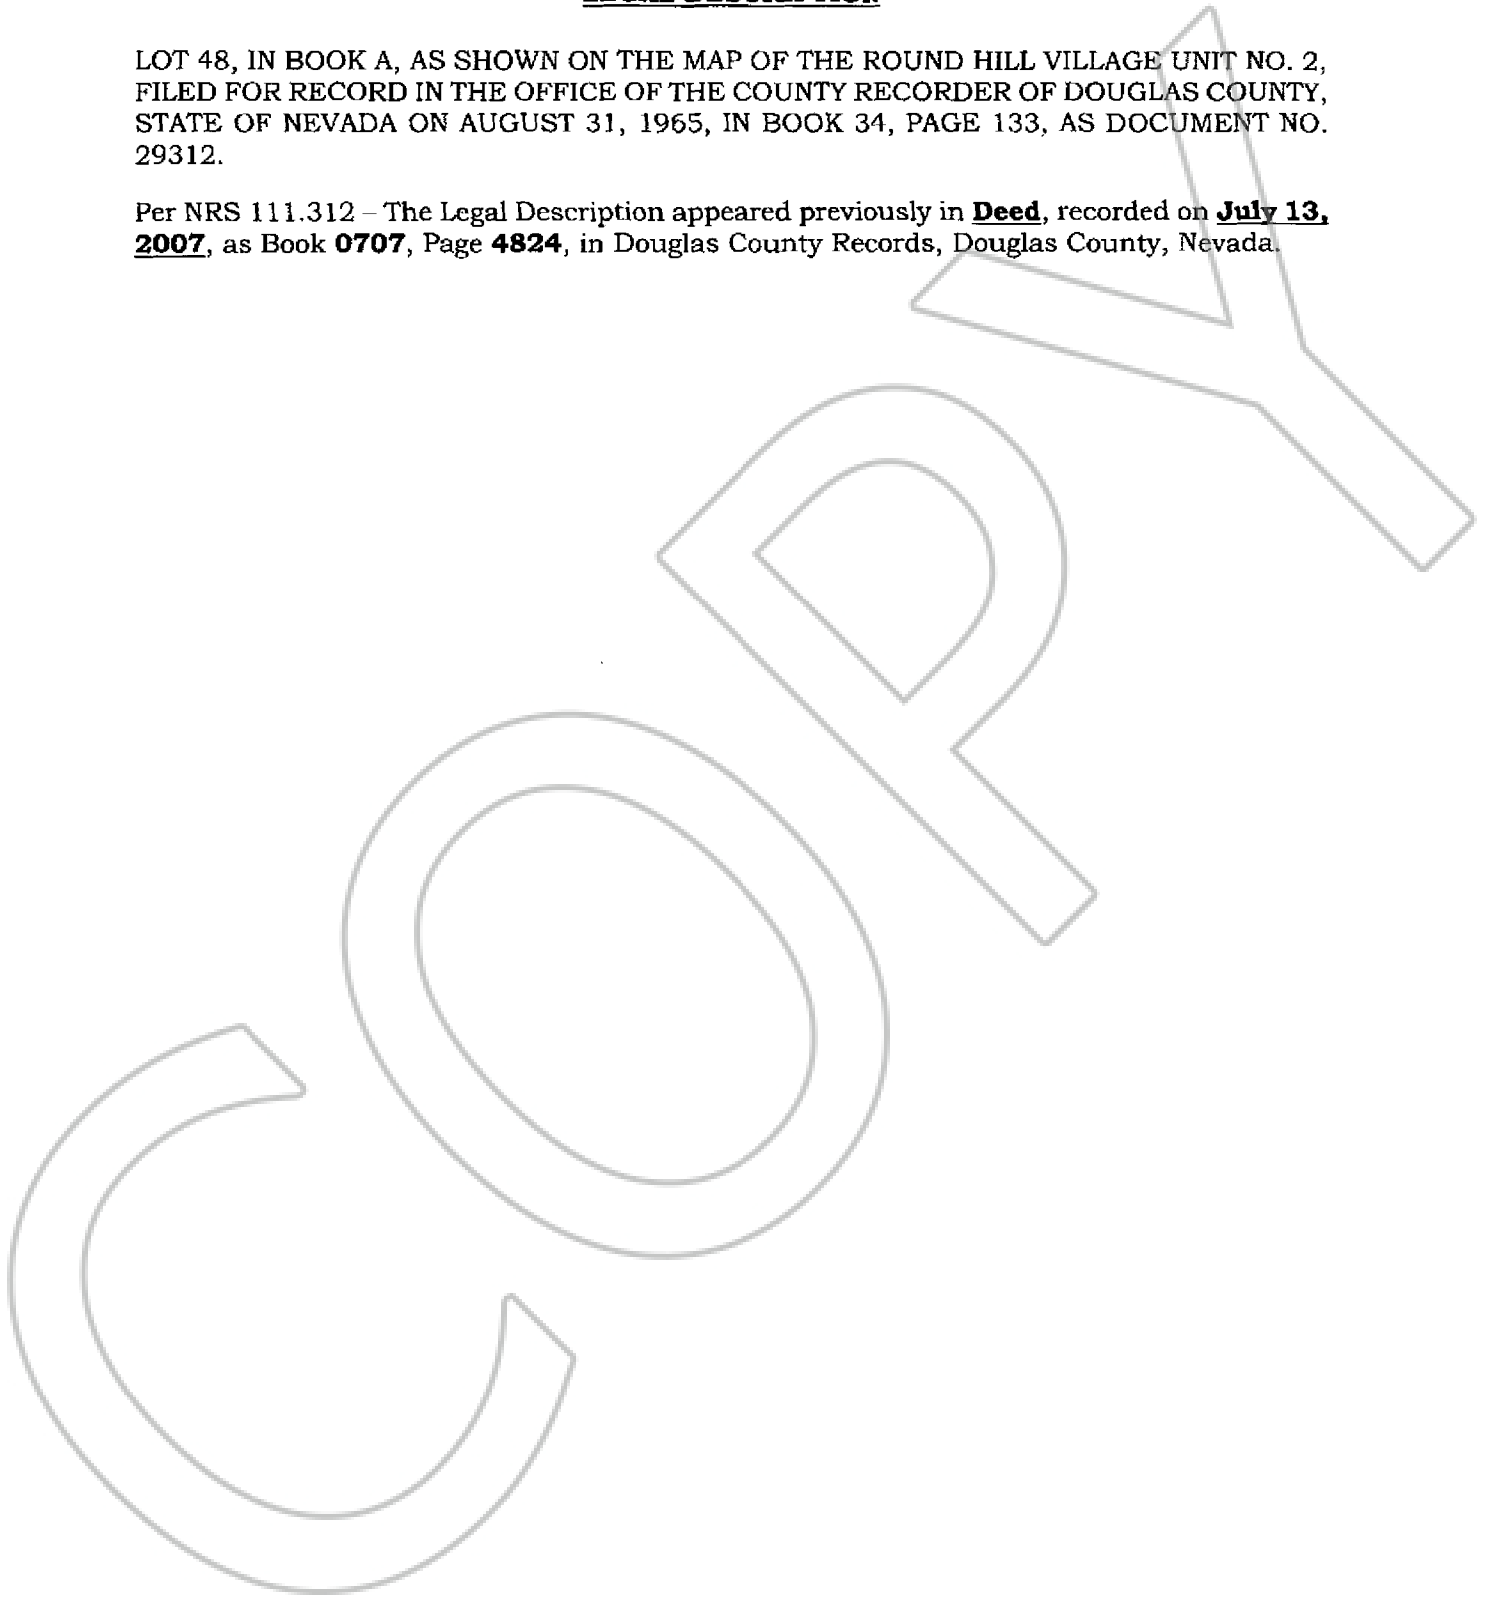 LOT 48, IN BOOK A, AS SHOWN ON THE MAP OF THE ROUND HILL VILLAGE UNIT NO. 2,
FILED FOR RECORD IN THE OFFICE OF THE COUNTY RECORDER OF DOUGLAS COUNTY,
STATE OF NEVADA ON AUGUST 31, 1965, IN BOOK 34, PAGE 133, AS DOCUMENT NO.
29312.
Per NRS 111.312 – The Legal Description appeared previously in Deed, recorded on July 13,
2007, as Book 0707, Page 4824, in Douglas County Records, Douglas County, Nevada.
COPY